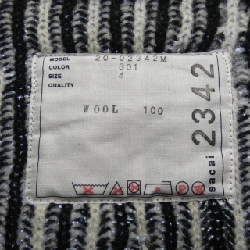 MODEL 20-02342M
COLOR 301
SIZE 4
QUALITY
WOOL 100
sacai 2342